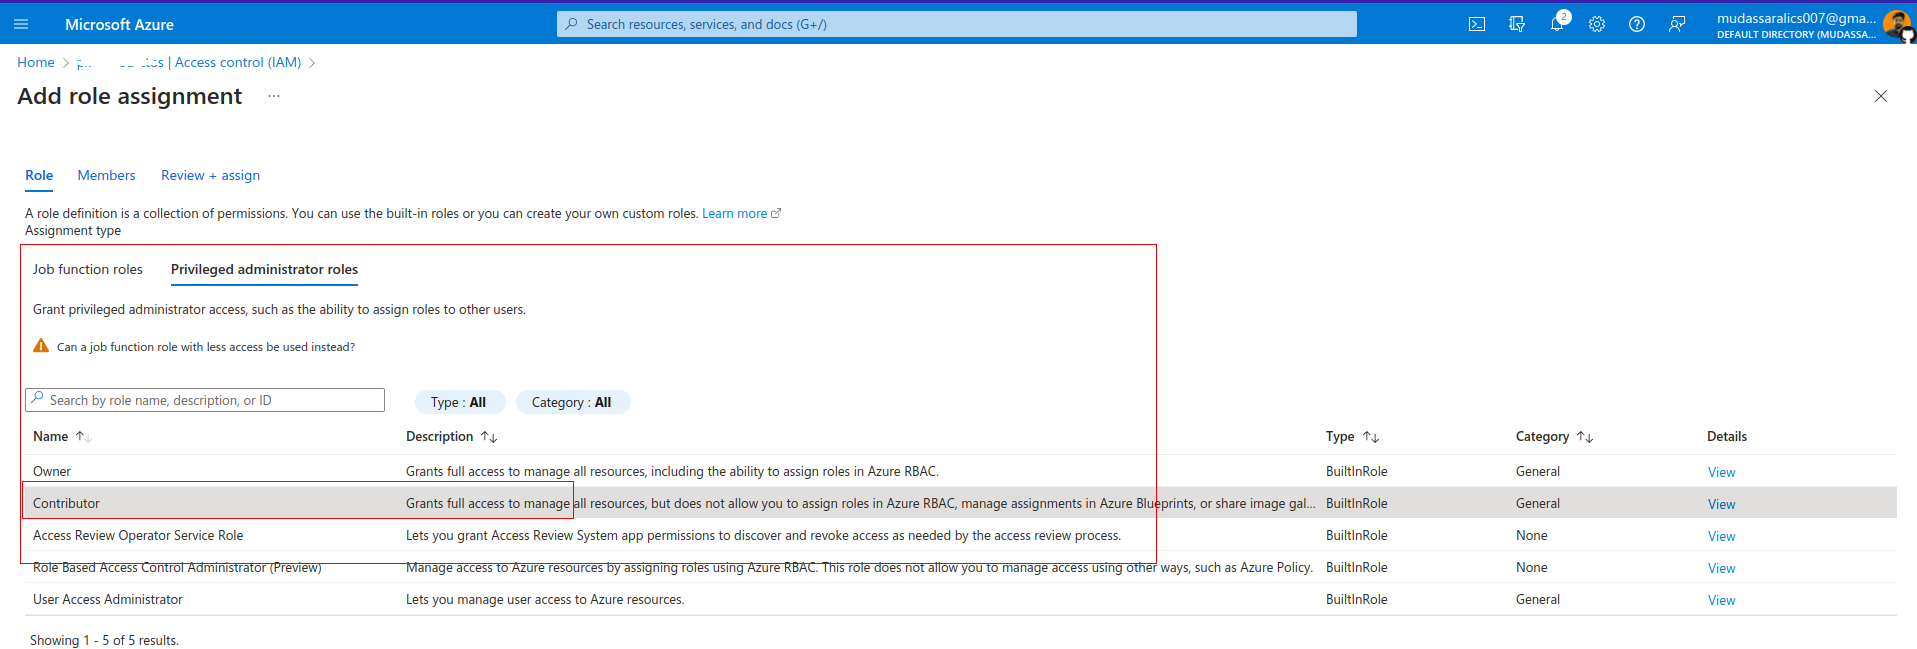 Microsoft Azure
Search resources, services, and docs (G+/)
2
mudassaralics007@gma...
DEFAULT DIRECTORY (MUDASSA...
Home > | Access control (IAM) >
Add role assignment ...
Role Members Review + assign
A role definition is a collection of permissions. You can use the built-in roles or you can create your own custom roles. Learn more
Assignment type
Job function roles Privileged administrator roles
Grant privileged administrator access, such as the ability to assign roles to other users.
Can a job function role with less access be used instead?
Search by role name, description, or ID Type : All Category : All
Name ↑↓ Description ↑↓ Type ↑↓ Category ↑↓ Details
Owner Grants full access to manage all resources, including the ability to assign roles in Azure RBAC. BuiltInRole General View
Contributor Grants full access to manage all resources, but does not allow you to assign roles in Azure RBAC, manage assignments in Azure Blueprints, or share image gal... BuiltInRole General View
Access Review Operator Service Role Lets you grant Access Review System app permissions to discover and revoke access as needed by the access review process. BuiltInRole None View
Role Based Access Control Administrator (Preview) Manage access to Azure resources by assigning roles using Azure RBAC. This role does not allow you to manage access using other ways, such as Azure Policy. BuiltInRole None View
User Access Administrator Lets you manage user access to Azure resources. BuiltInRole General View
Showing 1 - 5 of 5 results.